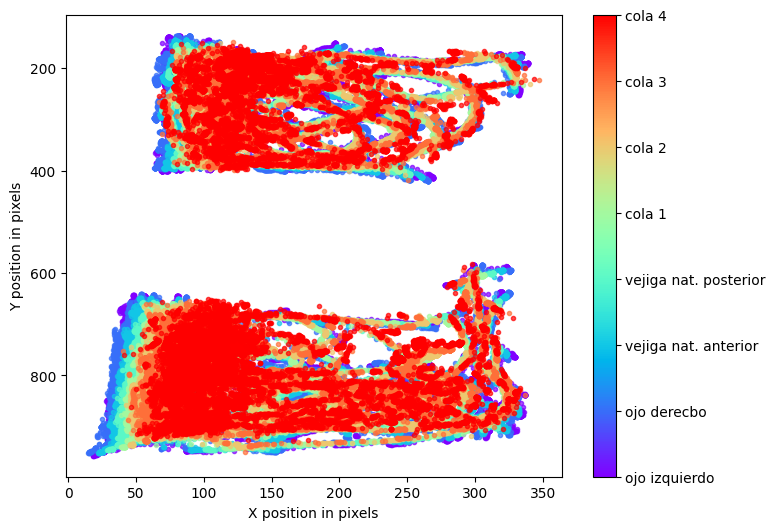 200
400
600
800
Y position in pixels
0
50
100
150
200
250
300
350
X position in pixels
cola 4
cola 3
cola 2
cola 1
vejiga nat. posterior
vejiga nat. anterior
ojo derecbo
ojo izquierdo